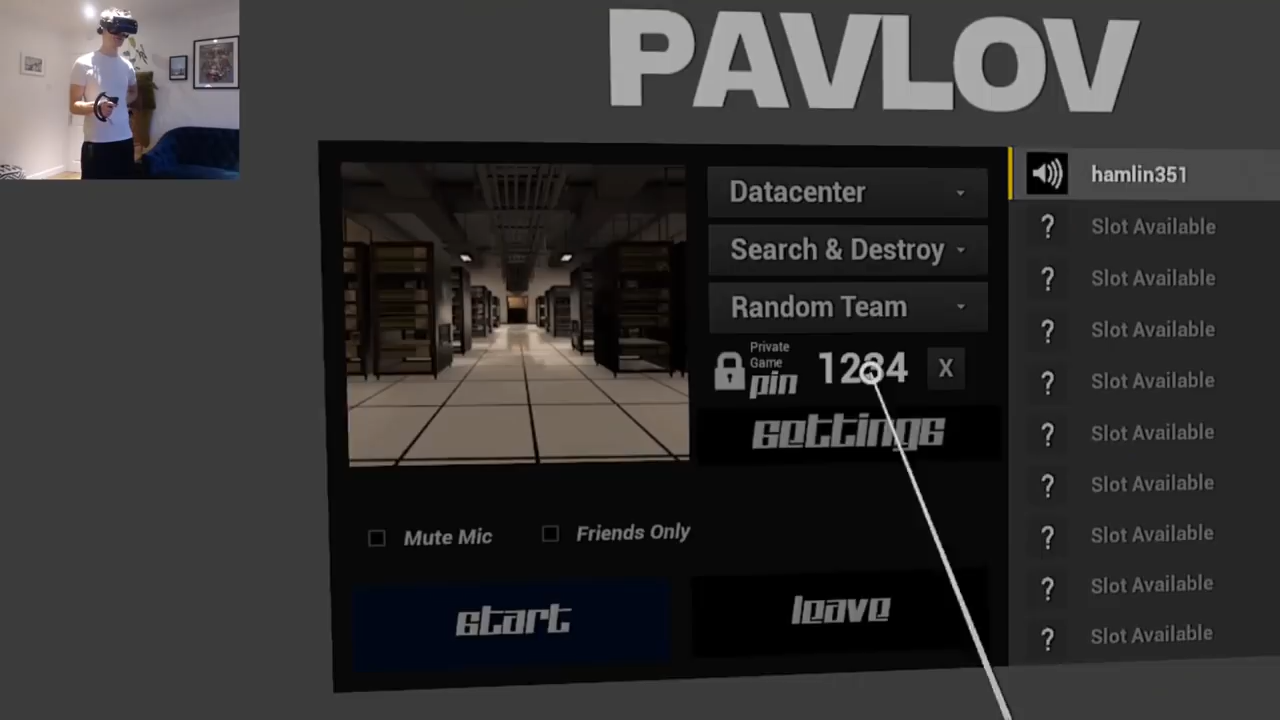 PAVLOV
Datacenter
Search & Destroy
Random Team
Private
Game
pin
1234
X
settings
Mute Mic
Friends Only
start
leave
hamlin351
? Slot Available
? Slot Available
? Slot Available
? Slot Available
? Slot Available
? Slot Available
? Slot Available
? Slot Available
? Slot Available